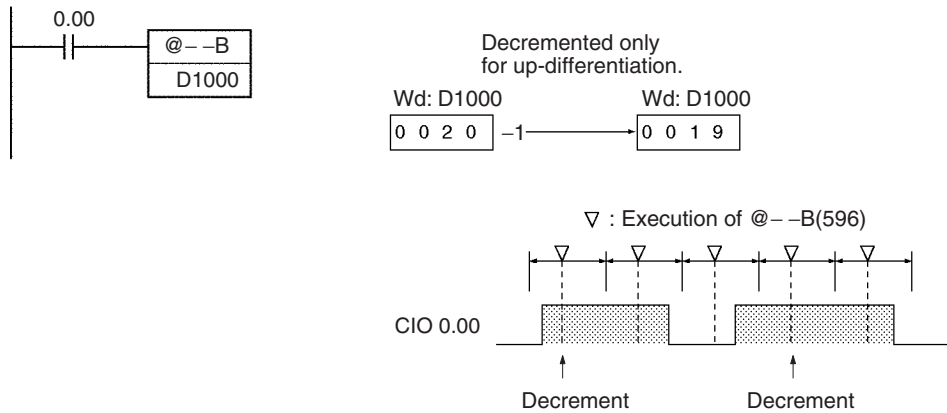 0.00
@– –B
D1000
Decremented only
for up-differentiation.
Wd: D1000
Wd: D1000
0 0 2 0 –1 0 0 1 9
▽ : Execution of @– –B(596)
CIO 0.00
Decrement Decrement